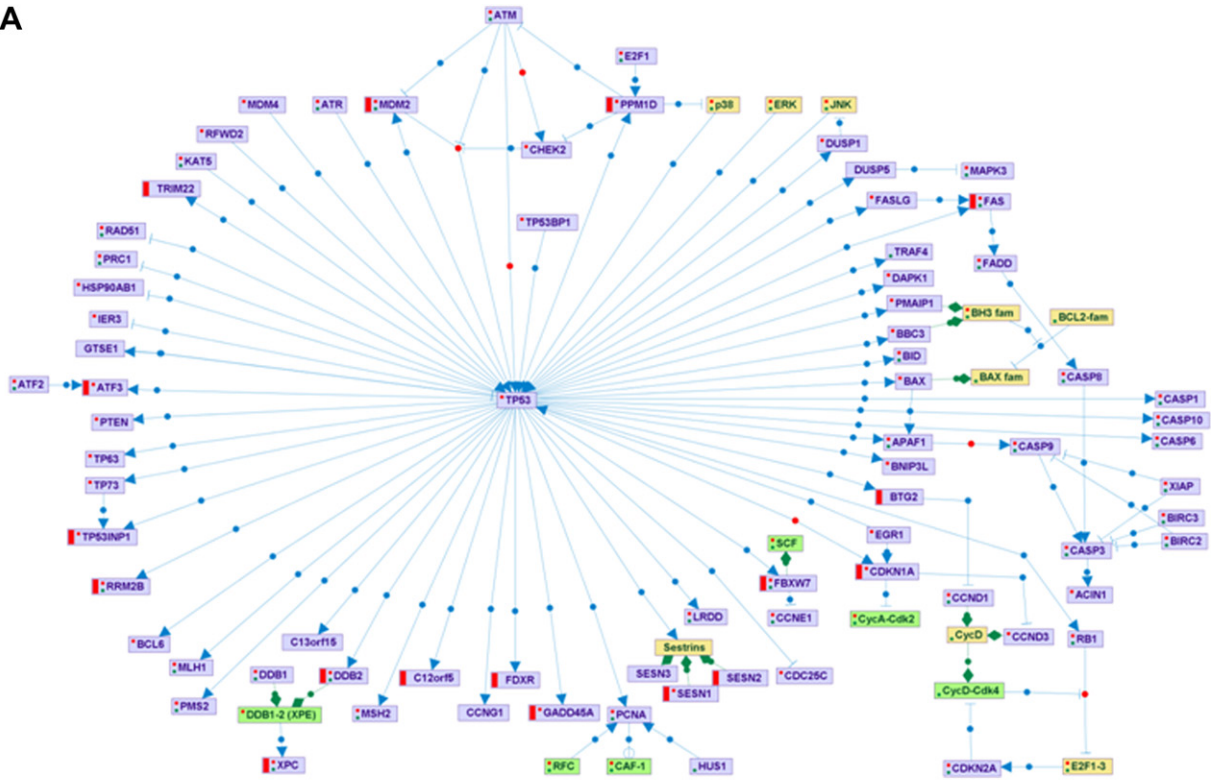 A
ATM
E2F1
MDM4
ATR
MDM2
PPM1D
p38
ERK
JNK
RFWD2
CHEK2
DUSP1
KAT5
DUSP5
MAPK3
TRIM22
FASLG
FAS
TP53BP1
RAD51
TRAF4
PRC1
FADD
DAPK1
HSP90AB1
PMAIP1
BH3 fam
BCL2-fam
IER3
BBC3
GTSE1
BID
ATF2
ATF3
BAX
BAX fam
CASP8
TP53
CASP1
PTEN
CASP10
APAF1
CASP9
CASP6
TP63
BNIP3L
TP73
XIAP
BTG2
BIRC3
TP53INP1
EGR1
BIRC2
SCF
CASP3
RRM2B
FBXW7
CDKN1A
ACIN1
CCND1
LRDD
CCNE1
CycA-Cdk2
BCL6
C13orf15
CycD
CCND3
RB1
Sestrins
MLH1
DDB1
DDB2
C12orf5
FDXR
SESN3
SESN2
CDC25C
SESN1
CycD-Cdk4
PMS2
DDB1-2 (XPE)
MSH2
CCNG1
GADD45A
PCNA
XPC
RFC
CAF-1
HUS1
CDKN2A
E2F1-3